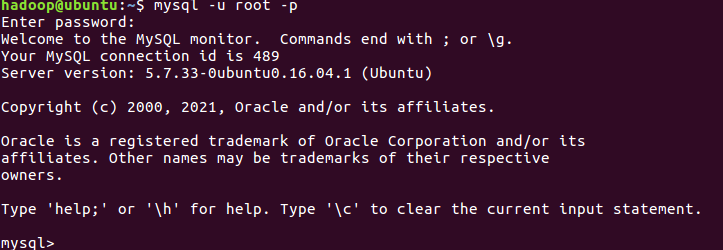 hadoop@ubuntu:~$ mysql -u root -p
Enter password:
Welcome to the MySQL monitor.  Commands end with ; or \g.
Your MySQL connection id is 489
Server version: 5.7.33-0ubuntu0.16.04.1 (Ubuntu)
Copyright (c) 2000, 2021, Oracle and/or its affiliates.
Oracle is a registered trademark of Oracle Corporation and/or its
affiliates. Other names may be trademarks of their respective
owners.
Type 'help;' or '\h' for help. Type '\c' to clear the current input statement.
mysql>